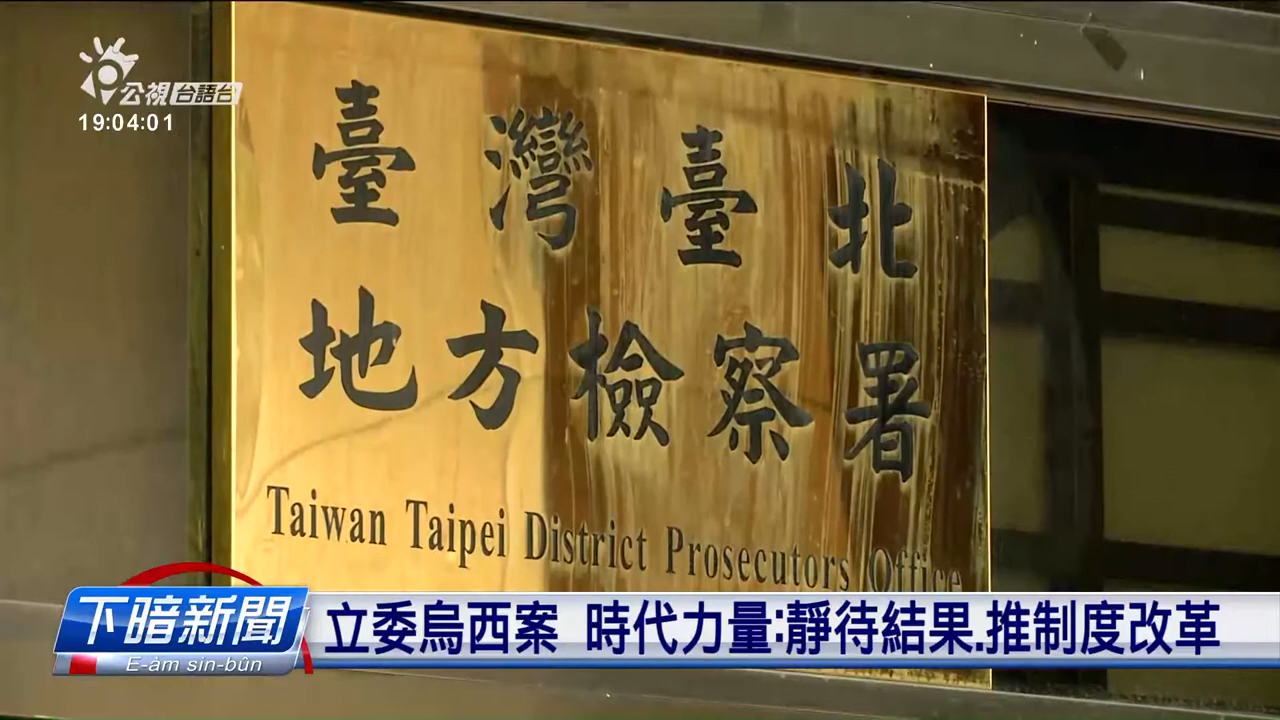 公視台語台
19:04:01
臺灣臺北
地方檢察署
Taiwan Taipei District Prosecutors Office
下暗新聞
E-àm sin-bûn
立委烏西案 時代力量:靜待結果.推制度改革